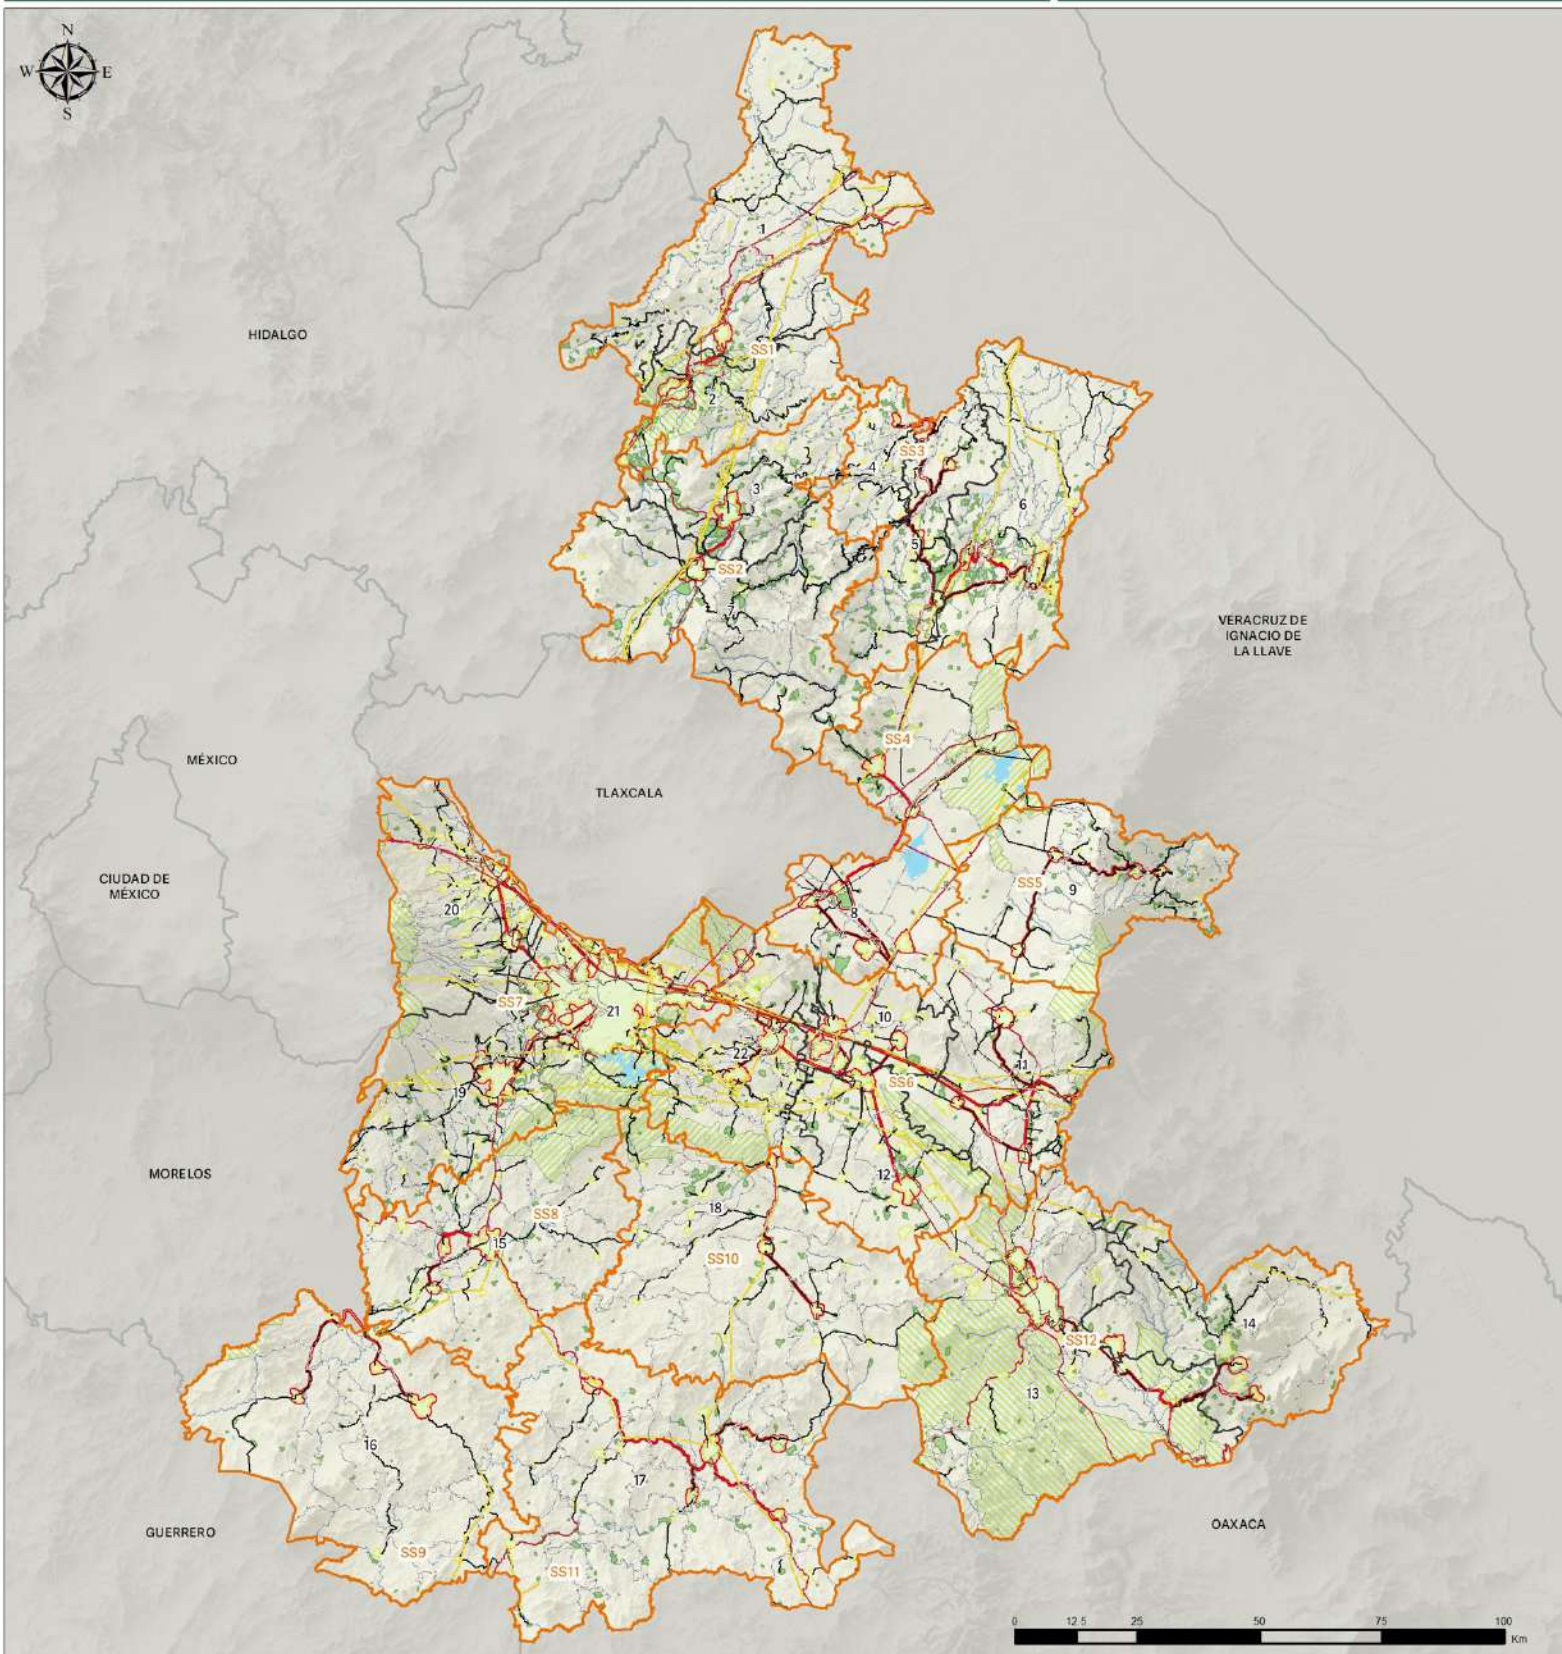 N
W E
S
1
HIDALGO
SS1
2
SS3
4
3
6
5
SS2
7
VERACRUZ DE
IGNACIO DE
LA LLAVE
SS4
MÉXICO
TLAXCALA
CIUDAD DE
MÉXICO
SS5
9
20
8
SS7
21
10
22
SS6
11
19
MORELOS
12
18
SS8
15
SS10
14
SS12
13
16
17
GUERRERO
OAXACA
SS9
SS11
0 12.5 25 50 75 100
Km